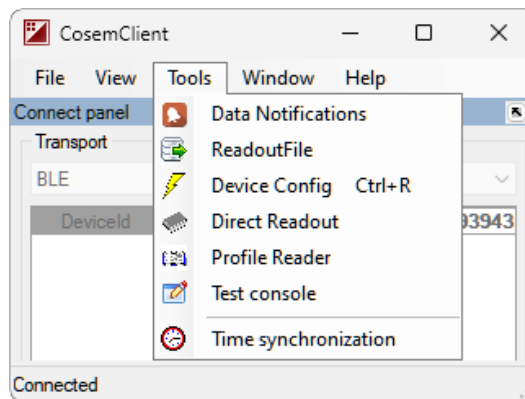 CosemClient
File View Tools Window Help
Connect panel
Data Notifications
Transport
ReadoutFile
BLE
Device Config Ctrl+R
DeviceId
Direct Readout
93943
Profile Reader
Test console
Time synchronization
Connected